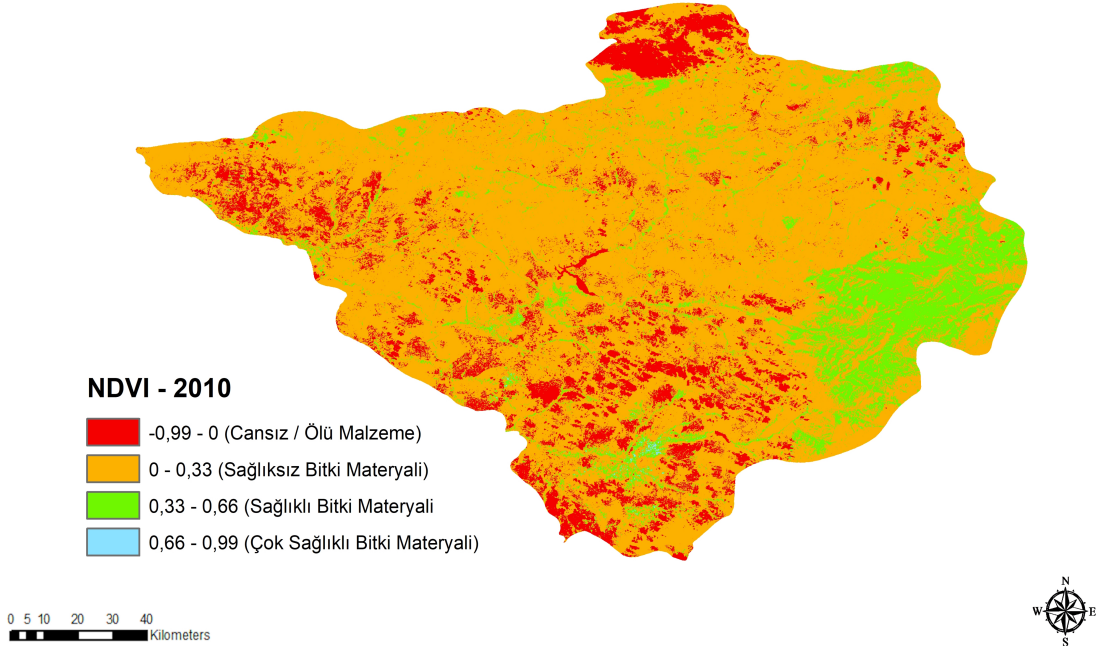 NDVI - 2010
-0,99 - 0 (Cansız / Ölü Malzeme)
0 - 0,33 (Sağlıksız Bitki Materyali)
0,33 - 0,66 (Sağlıklı Bitki Materyali
0,66 - 0,99 (Çok Sağlıklı Bitki Materyali)
0 5 10 20 30 40
Kilometers
N
W E
S